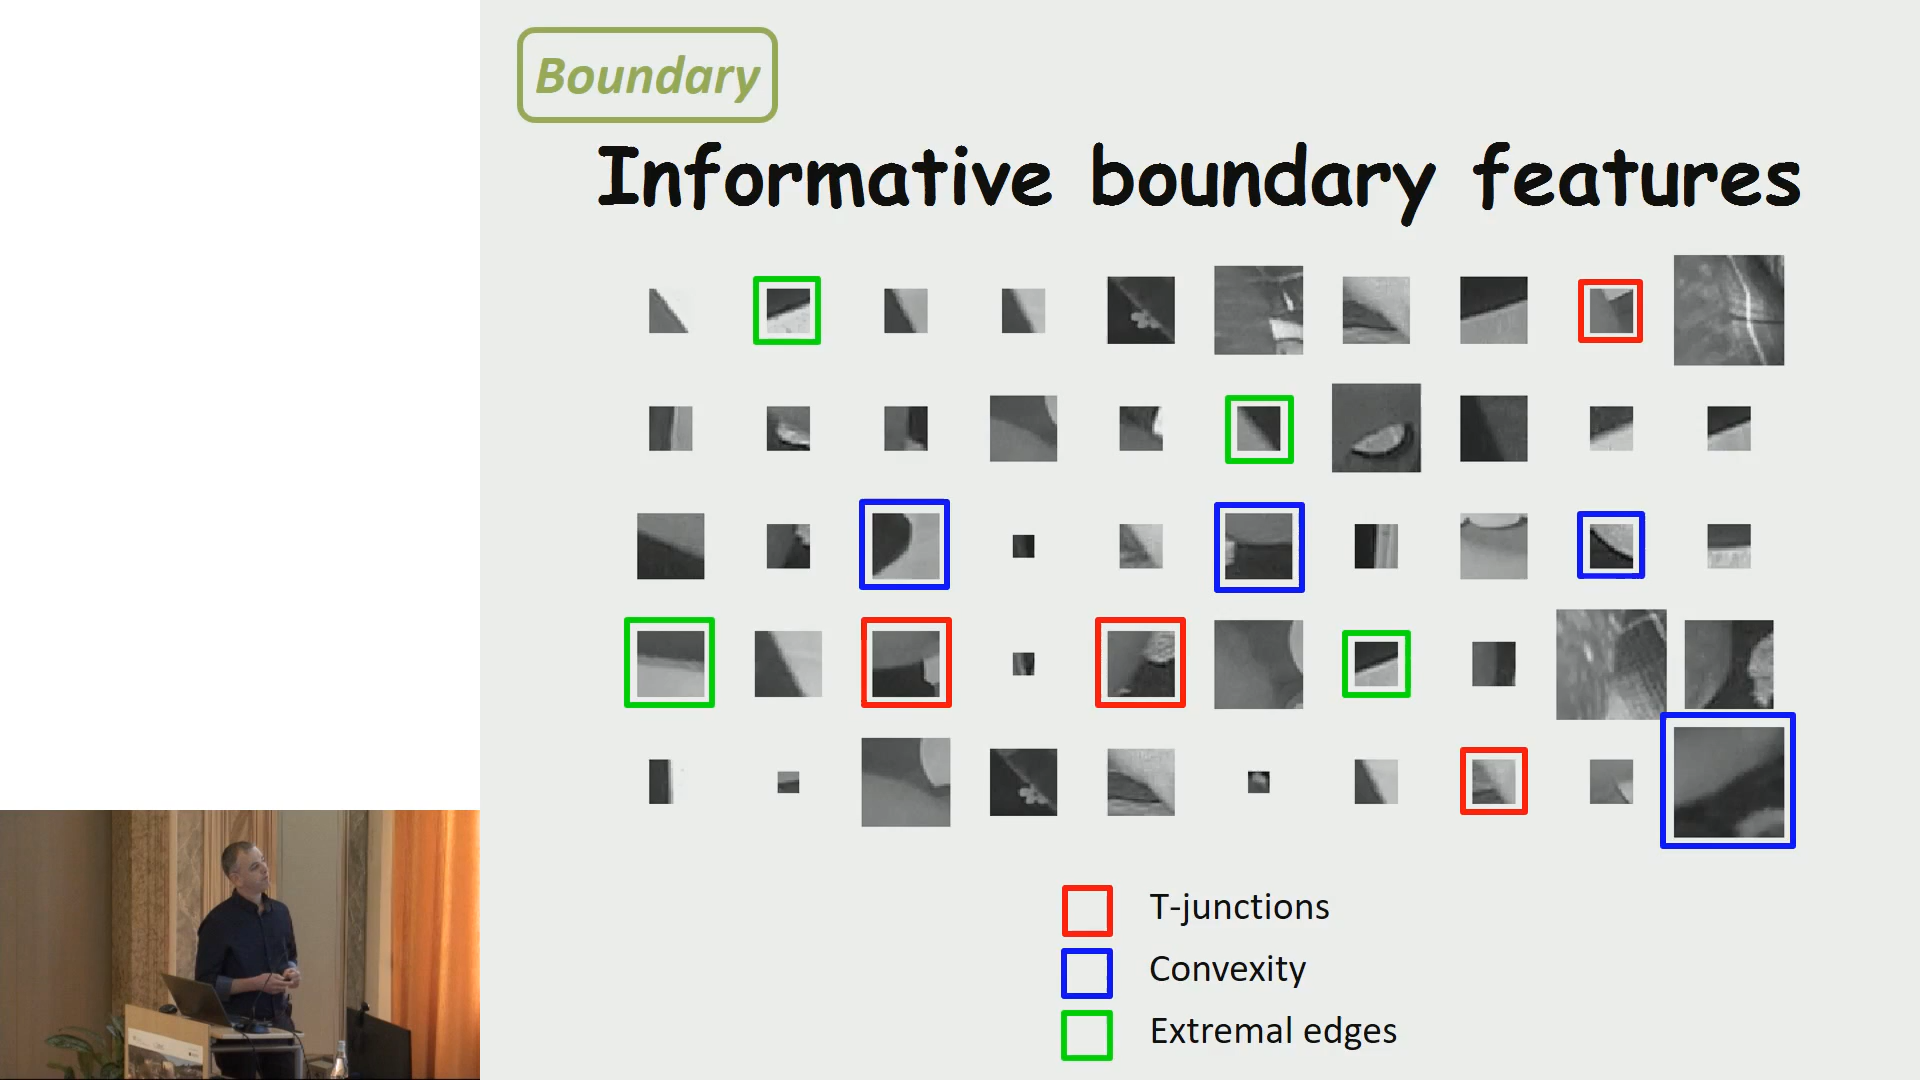 Boundary
Informative boundary features
T-junctions
Convexity
Extremal edges